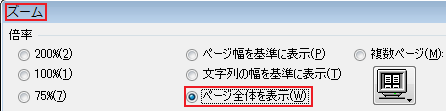 ズーム
倍率
200%(2) ページ幅を基準に表示(P) 複数ページ(M):
100%(1) 文字列の幅を基準に表示(T)
75%(7) ページ全体を表示(W)